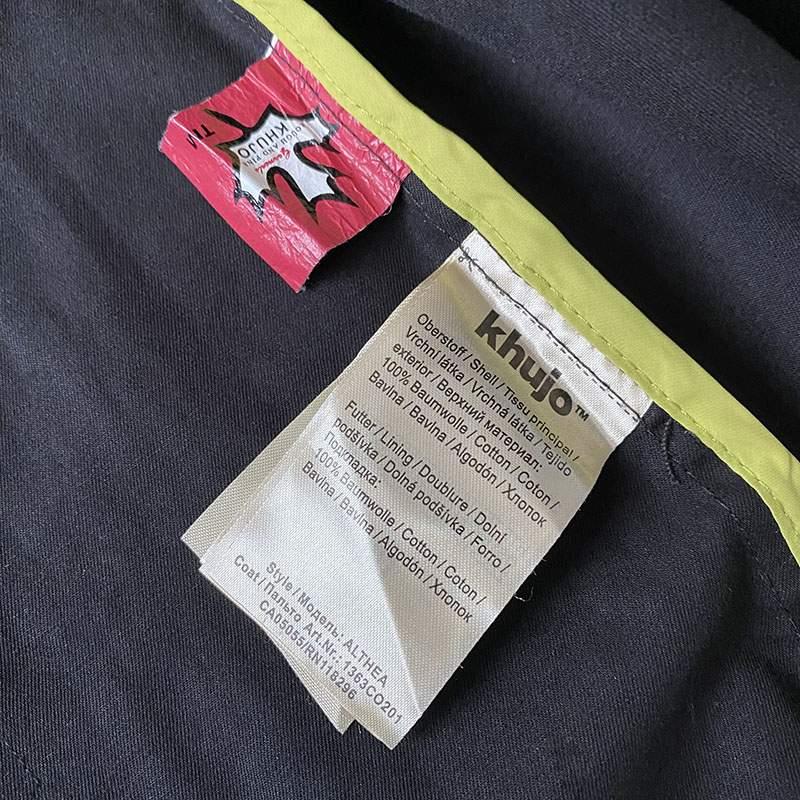 TM
KHUJO
khujo™
Oberstoff / Shell / Tissu principal /
Vrchní látka / Vrchná látka / Tejido
exterior / Верхний материал:
100% Baumwolle / Cotton / Coton /
Bavlna / Bavlna / Algodón / Хлопок
Futter / Lining / Doublure / Dolní
podšívka / Dolná podšívka / Forro /
Подкладка:
100% Baumwolle / Cotton / Coton /
Bavlna / Bavlna / Algodón / Хлопок
Style / Модель: ALTHEA
Coat / Пальто Art.Nr.: 1363CO201
CA05055/RN118296